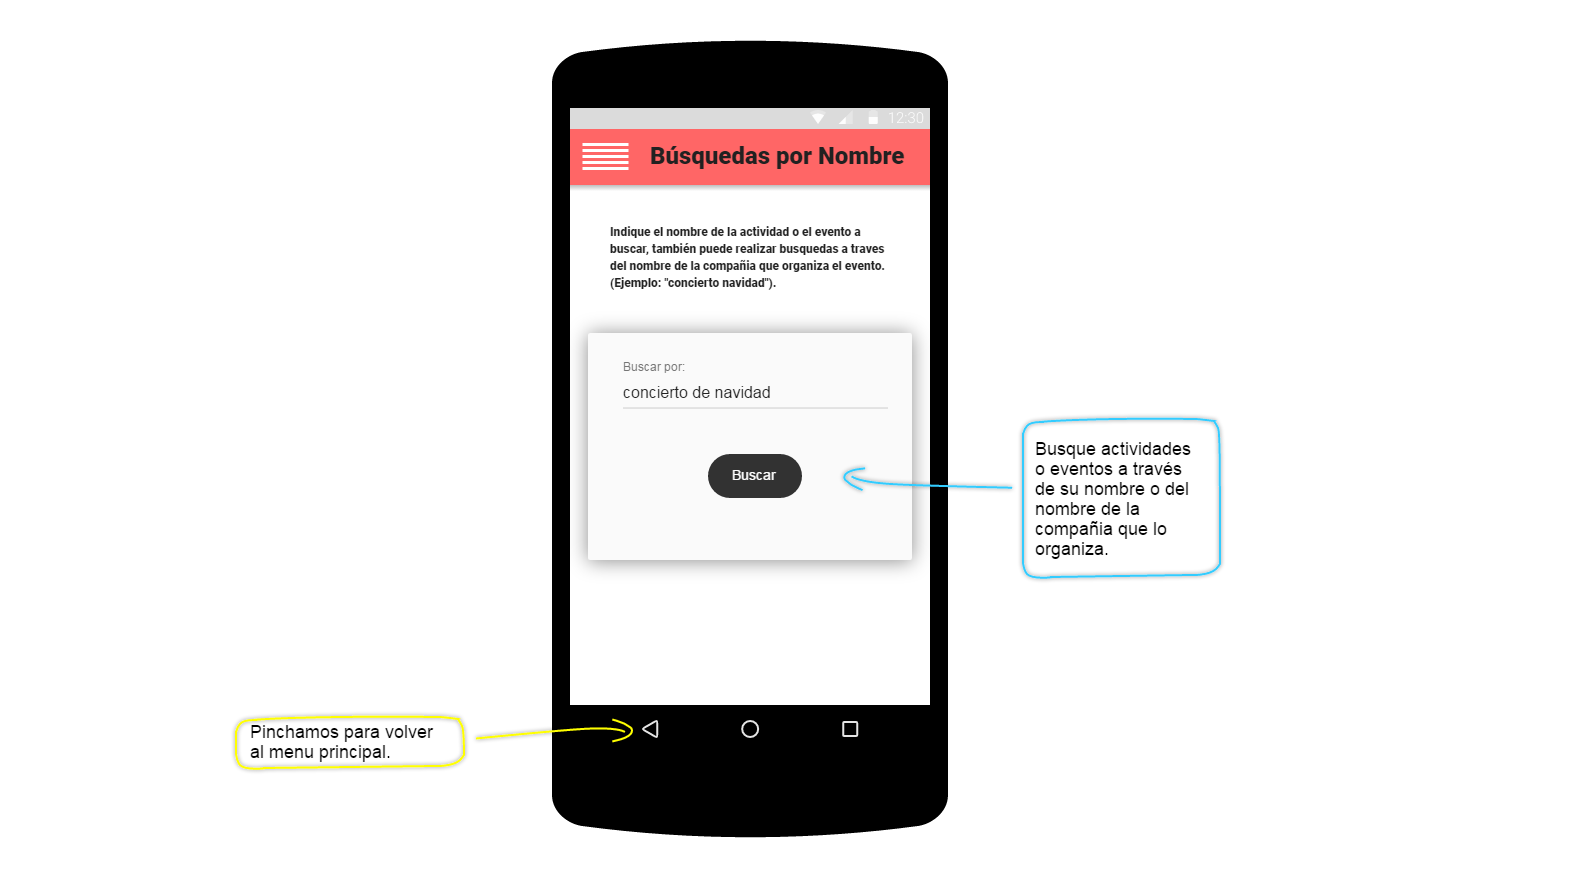 12:30
Búsquedas por Nombre
Indique el nombre de la actividad o el evento a
buscar, también puede realizar busquedas a traves
del nombre de la compañia que organiza el evento.
(Ejemplo: "concierto navidad").
Buscar por:
concierto de navidad
Buscar
Busque actividades
o eventos a través
de su nombre o del
nombre de la
compañia que lo
organiza.
Pinchamos para volver
al menu principal.